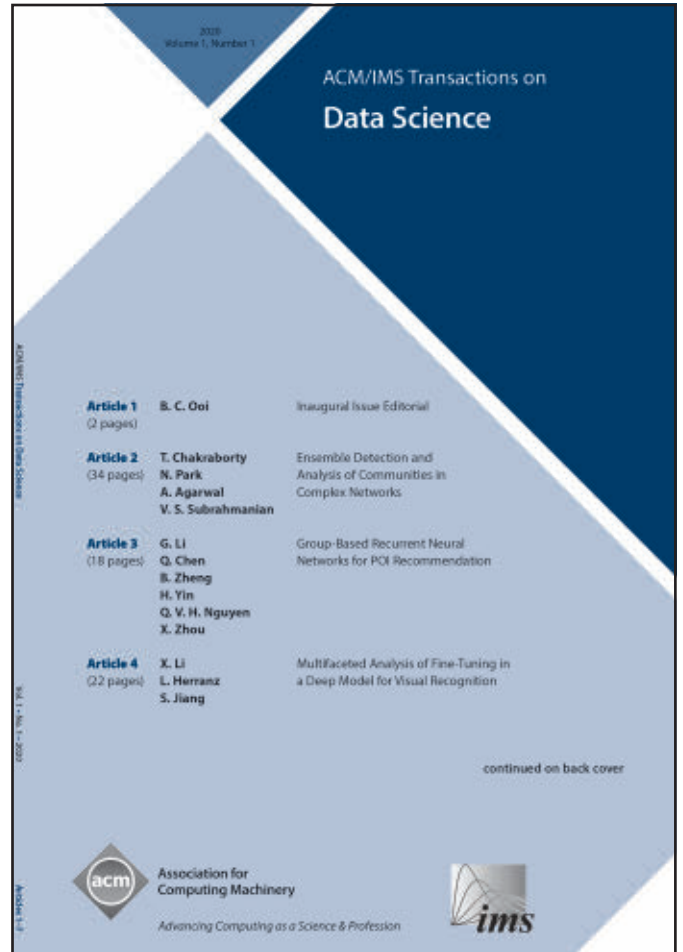 2020
Volume 1, Number 1
ACM/IMS Transactions on
Data Science
Article 1 B. C. Ooi Inaugural Issue Editorial
(2 pages)
Article 2 T. Chakraborty Ensemble Detection and
(34 pages) N. Park Analysis of Communities in
A. Agarwal Complex Networks
V. S. Subrahmanian
Article 3 G. Li Group-Based Recurrent Neural
(18 pages) Q. Chen Networks for POI Recommendation
B. Zheng
H. Yin
Q. V. H. Nguyen
X. Zhou
Article 4 X. Li Multifaceted Analysis of Fine-Tuning in
(22 pages) L. Herranz a Deep Model for Visual Recognition
S. Jiang
continued on back cover
acm
Association for
Computing Machinery
Advancing Computing as a Science & Profession
ims
ACM/IMS Transactions on Data Science
Vol. 1 • No. 1 • 2020
Articles